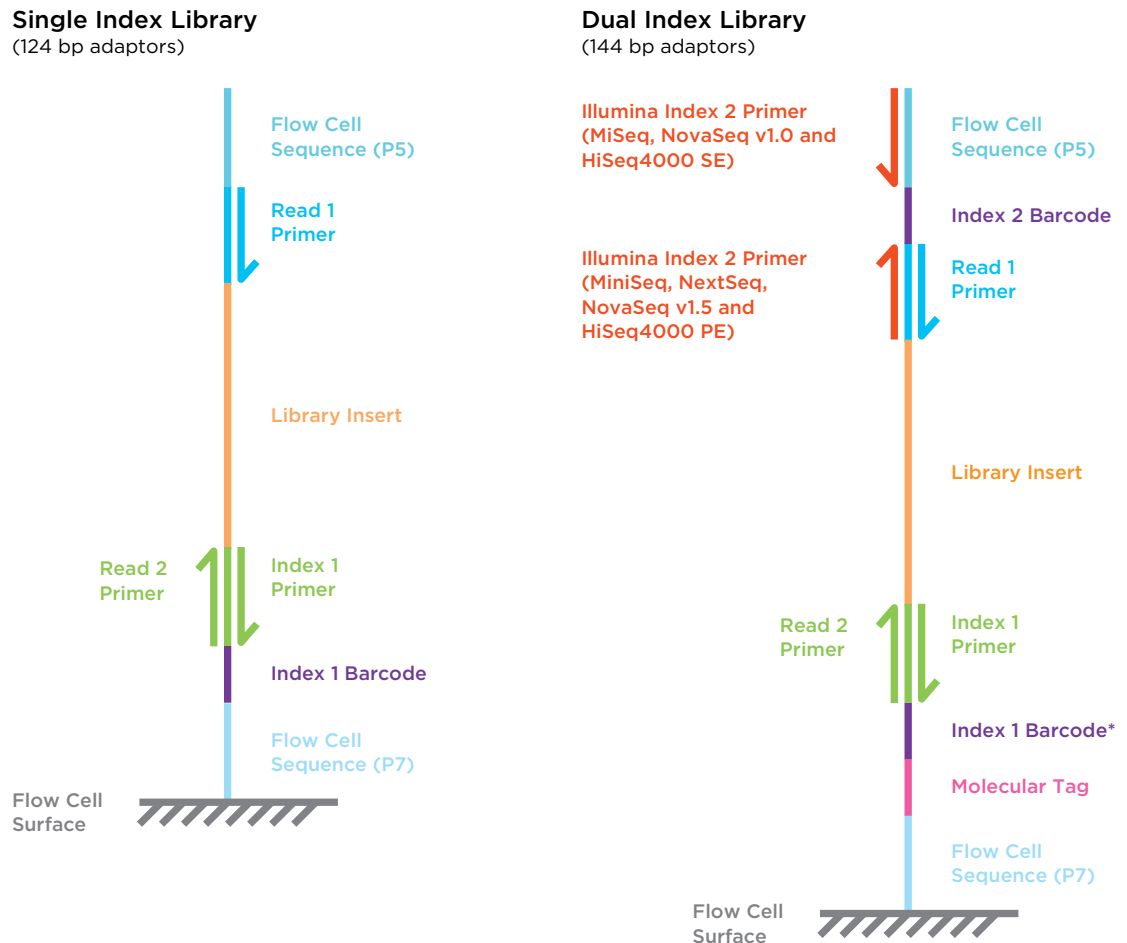 Single Index Library
(124 bp adaptors)
Flow Cell
Sequence (P5)
Read 1
Primer
Library Insert
Read 2
Primer
Index 1
Primer
Index 1 Barcode
Flow Cell
Sequence (P7)
Flow Cell
Surface
Dual Index Library
(144 bp adaptors)
Illumina Index 2 Primer
(MiSeq, NovaSeq v1.0 and
HiSeq4000 SE)
Flow Cell
Sequence (P5)
Index 2 Barcode
Illumina Index 2 Primer
(MiniSeq, NextSeq,
NovaSeq v1.5 and
HiSeq4000 PE)
Read 1
Primer
Library Insert
Read 2
Primer
Index 1
Primer
Index 1 Barcode*
Molecular Tag
Flow Cell
Sequence (P7)
Flow Cell
Surface